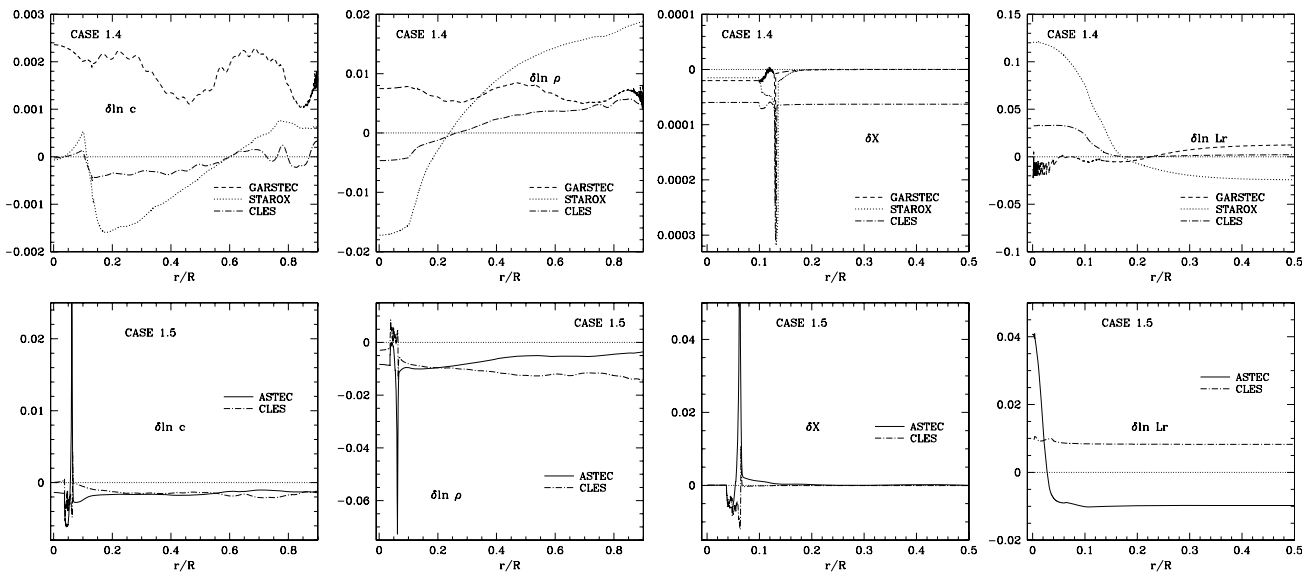 0.003
CASE 1.4
0.002
0.001
δln c
0
−0.001
−0.002
GARSTEC
STAROX
CLES
0 0.2 0.4 0.6 0.8
r/R
0.02
CASE 1.4
0.01
δln ρ
0
−0.01
0.02
GARSTEC
STAROX
CLES
0 0.2 0.4 0.6 0.8
r/R
0.0001
CASE 1.4
0
0.0001
δX
0.0002
0.0003
GARSTEC
STAROX
CLES
0 0.1 0.2 0.3 0.4 0.5
r/R
0.15
CASE 1.4
0.1
0.05
δln Lr
0
−0.05
−0.1
GARSTEC
STAROX
CLES
0 0.1 0.2 0.3 0.4 0.5
r/R
CASE 1.5
0.02
0.01
0
ASTEC
CLES
δln c
0 0.2 0.4 0.6 0.8
r/R
CASE 1.5
0
−0.02
−0.04
−0.06
ASTEC
CLES
δln ρ
0 0.2 0.4 0.6 0.8
r/R
CASE 1.5
0.04
0.02
0
δX
ASTEC
CLES
0 0.1 0.2 0.3 0.4 0.5
r/R
CASE 1.5
0.04
0.02
0
−0.02
ASTEC
CLES
δln Lr
0 0.1 0.2 0.3 0.4 0.5
r/R